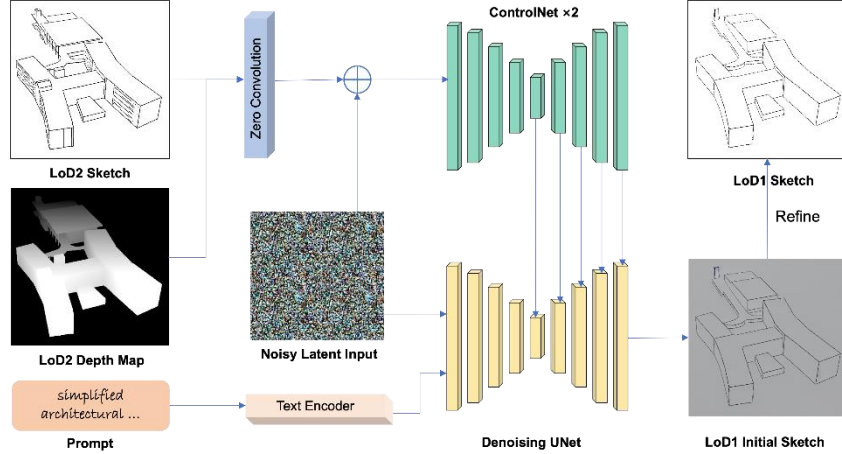 ControlNet ×2
Zero Convolution
LoD2 Sketch
LoD1 Sketch
Refine
LoD2 Depth Map
Noisy Latent Input
simplified
architectural ...
Text Encoder
Prompt
Denoising UNet
LoD1 Initial Sketch